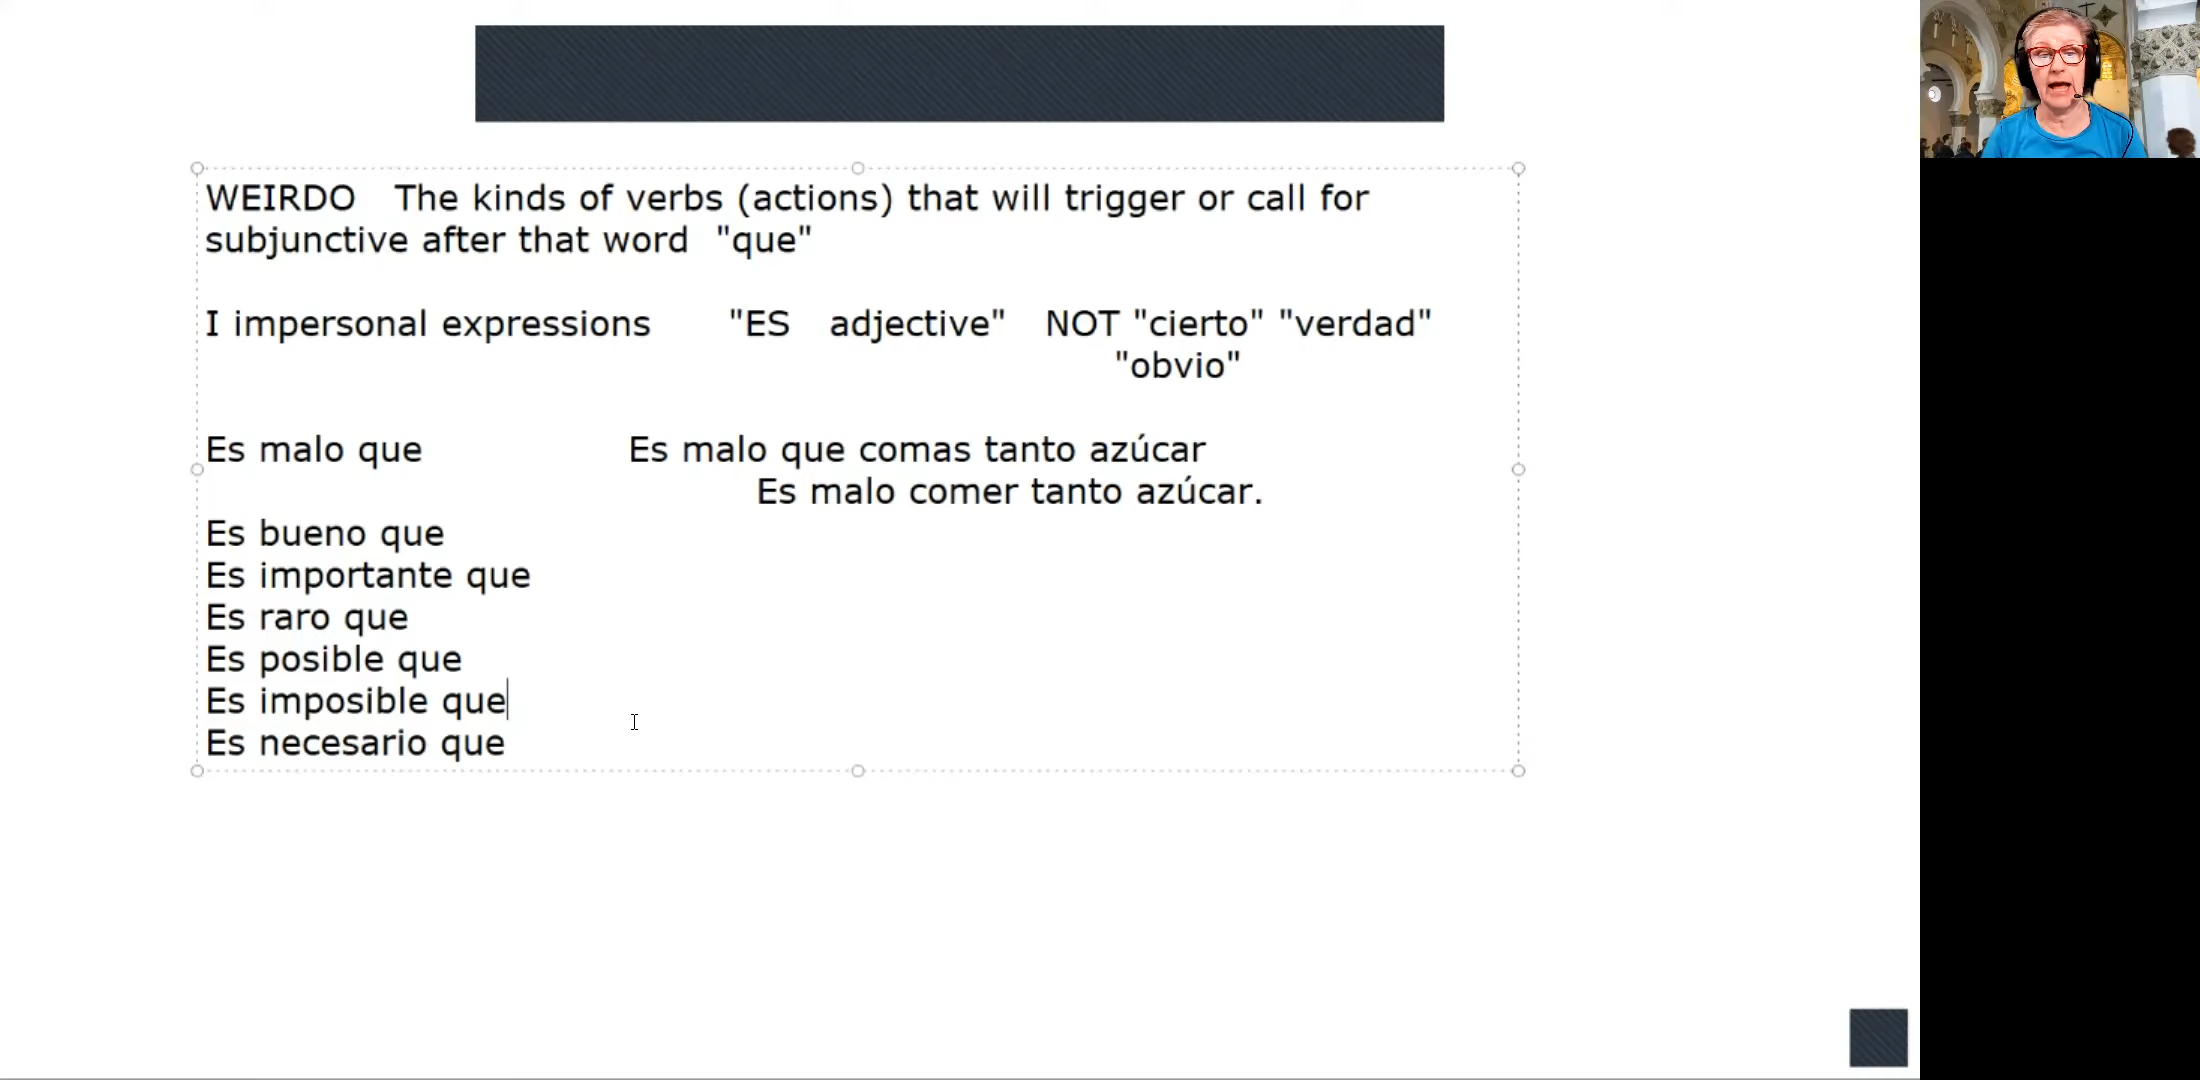 WEIRDO The kinds of verbs (actions) that will trigger or call for
subjunctive after that word "que"
I impersonal expressions "ES adjective" NOT "cierto" "verdad"
"obvio"
Es malo que Es malo que comas tanto azúcar
Es malo comer tanto azúcar.
Es bueno que
Es importante que
Es raro que
Es posible que
Es imposible que
Es necesario que